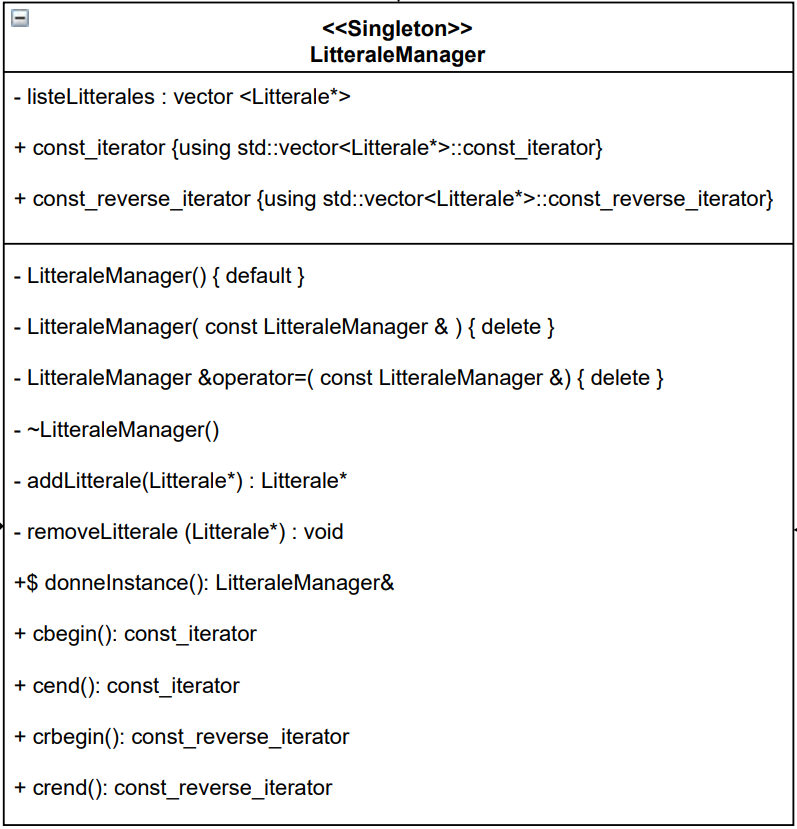 <<Singleton>>
LitteraleManager
- listeLitterales : vector <Litterale*>
+ const_iterator {using std::vector<Litterale*>::const_iterator}
+ const_reverse_iterator {using std::vector<Litterale*>::const_reverse_iterator}
- LitteraleManager() { default }
- LitteraleManager( const LitteraleManager & ) { delete }
- LitteraleManager &operator=( const LitteraleManager &) { delete }
- ~LitteraleManager()
- addLitterale(Litterale*) : Litterale*
- removeLitterale (Litterale*) : void
+$ donneInstance(): LitteraleManager&
+ cbegin(): const_iterator
+ cend(): const_iterator
+ crbegin(): const_reverse_iterator
+ crend(): const_reverse_iterator